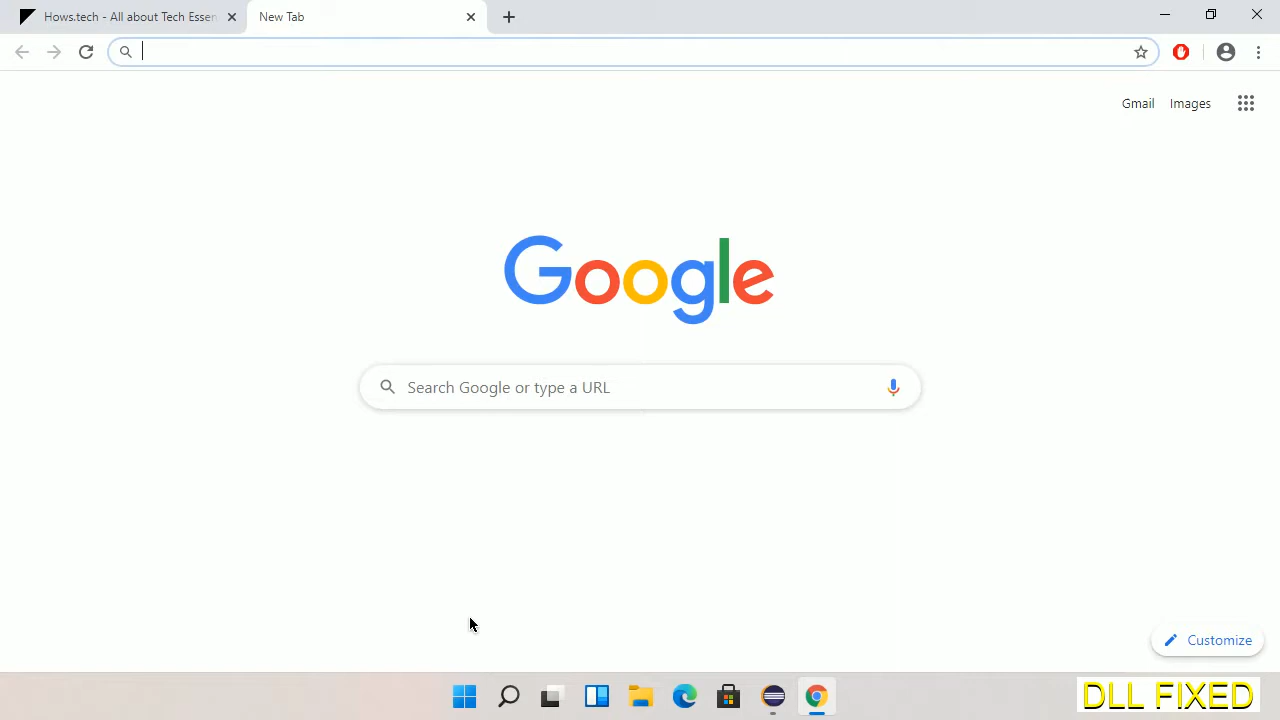 Hows.tech - All about Tech Essen
New Tab
Gmail
Images
Google
Search Google or type a URL
Customize
DLL FIXED